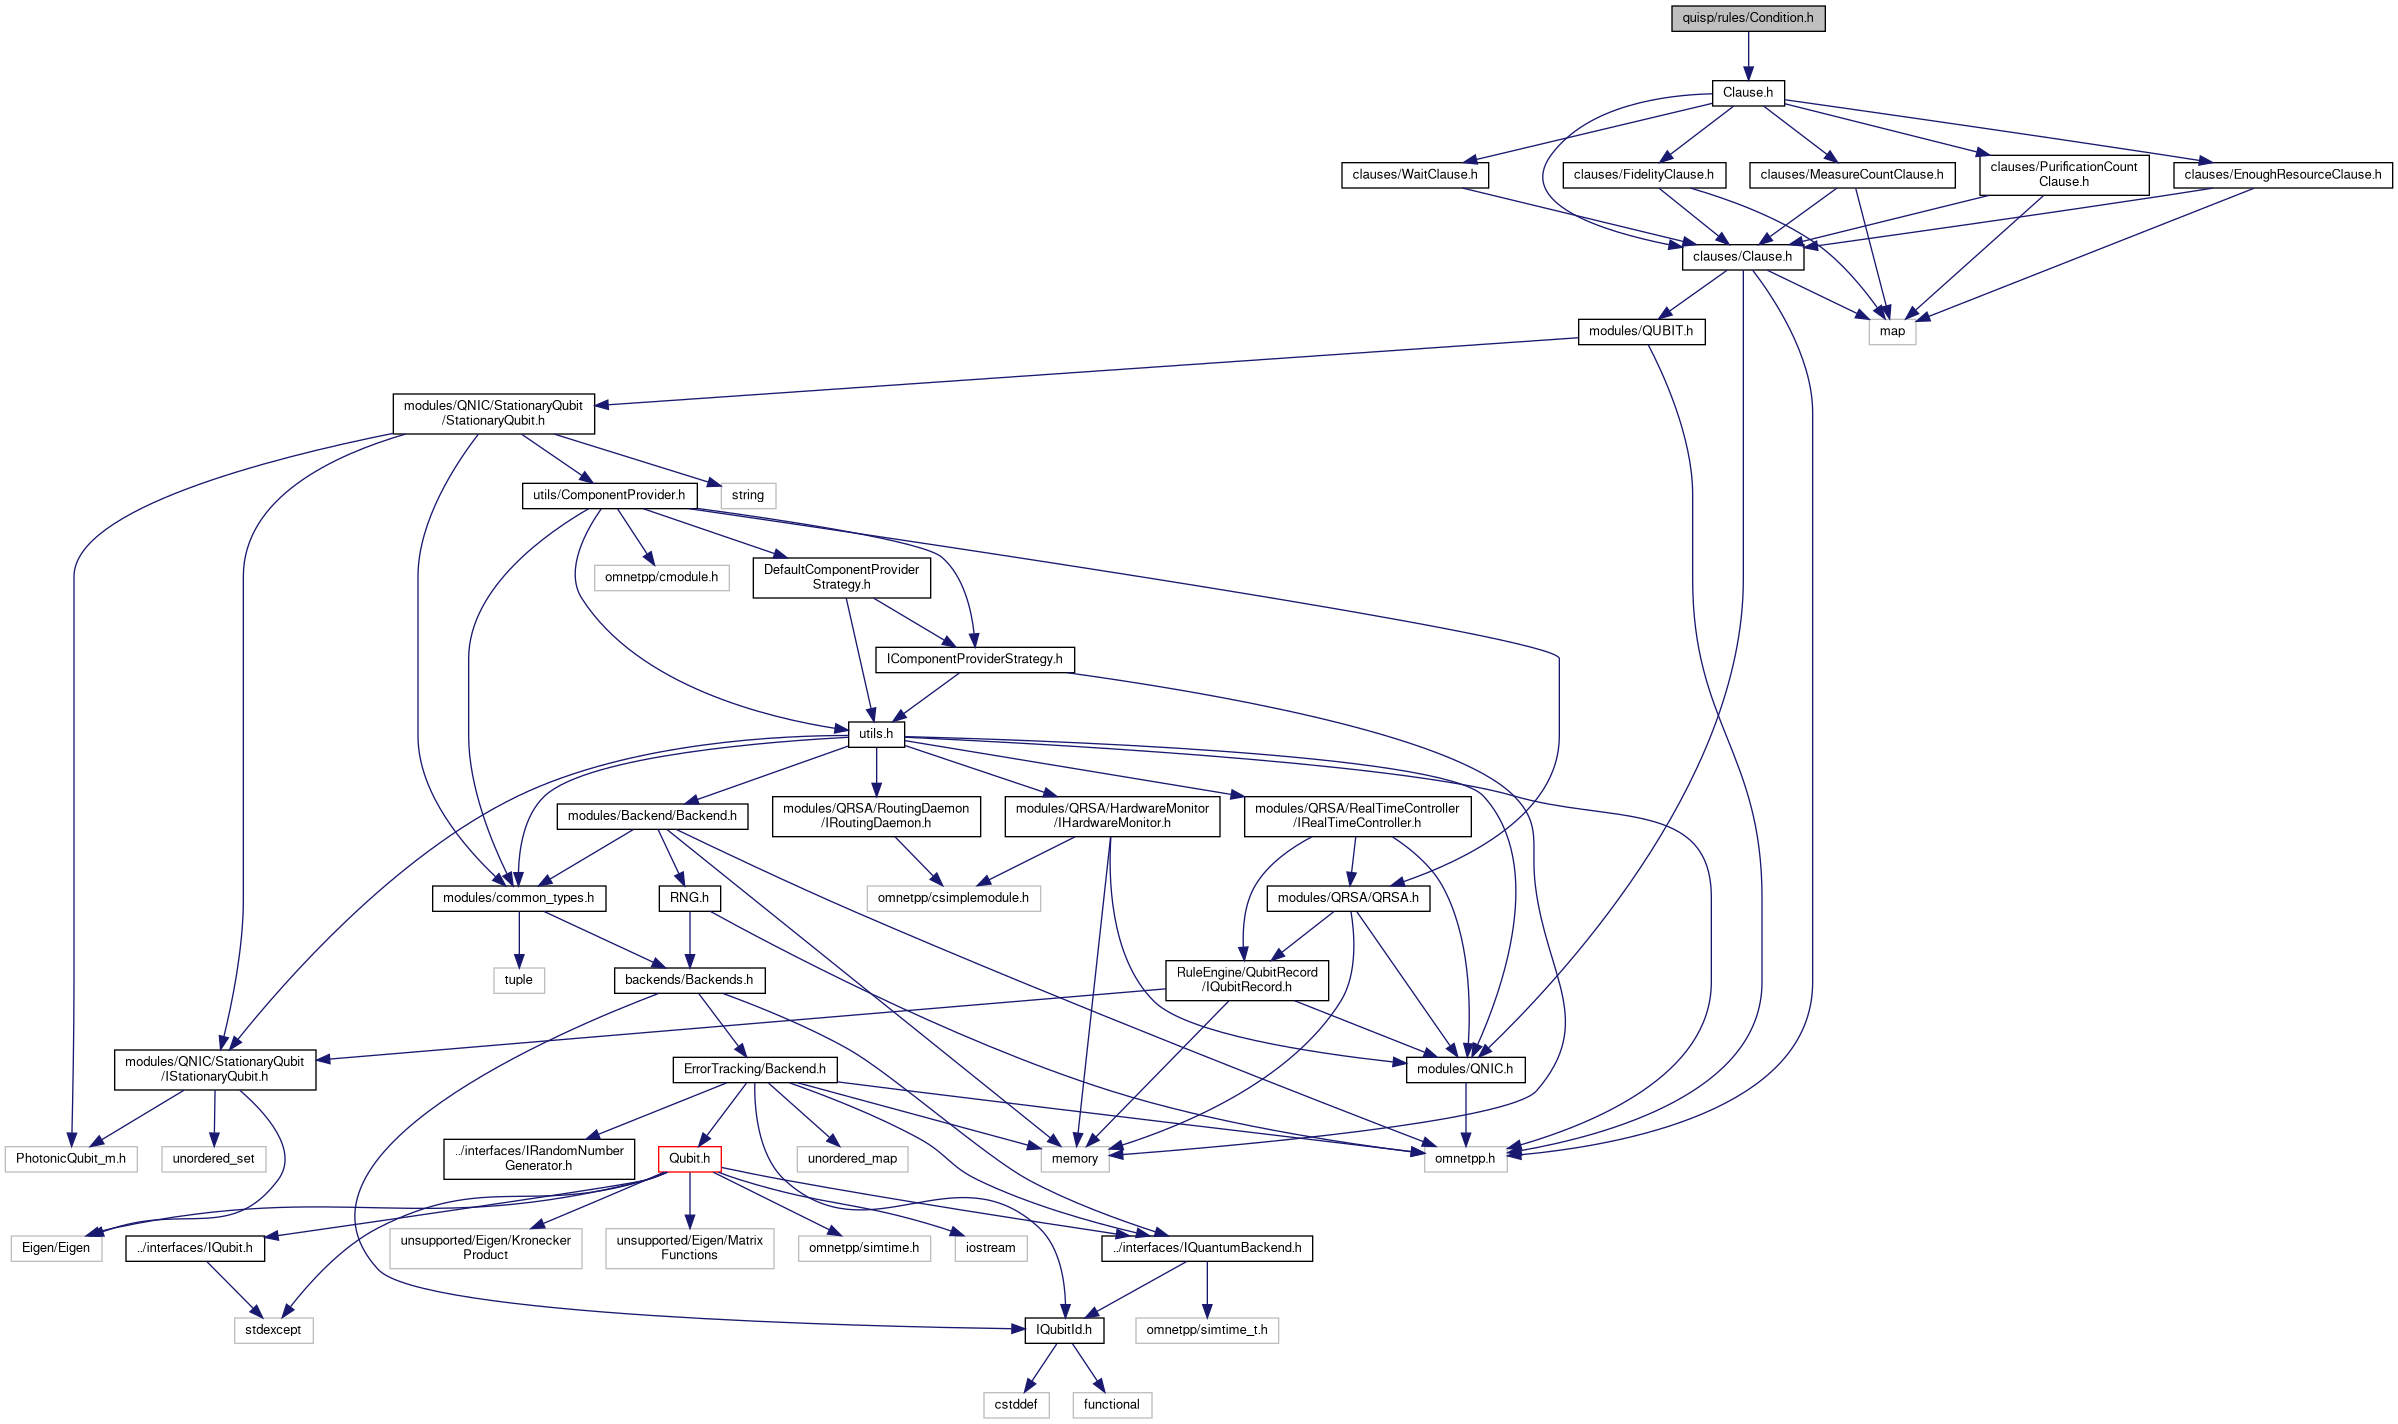 quisp/rules/Condition.h
Clause.h
clauses/WaitClause.h
clauses/FidelityClause.h
clauses/MeasureCountClause.h
clauses/PurificationCount
Clause.h
clauses/EnoughResourceClause.h
clauses/Clause.h
modules/QUBIT.h
map
modules/QNIC/StationaryQubit
/StationaryQubit.h
utils/ComponentProvider.h
string
omnetpp/cmodule.h
DefaultComponentProvider
Strategy.h
IComponentProviderStrategy.h
utils.h
modules/Backend/Backend.h
modules/QRSA/RoutingDaemon
/IRoutingDaemon.h
modules/QRSA/HardwareMonitor
/IHardwareMonitor.h
modules/QRSA/RealTimeController
/IRealTimeController.h
modules/common_types.h
RNG.h
omnetpp/csimplemodule.h
modules/QRSA/QRSA.h
tuple
backends/Backends.h
RuleEngine/QubitRecord
/IQubitRecord.h
modules/QNIC/StationaryQubit
/IStationaryQubit.h
ErrorTracking/Backend.h
modules/QNIC.h
PhotonicQubit_m.h
unordered_set
../interfaces/IRandomNumber
Generator.h
Qubit.h
unordered_map
memory
omnetpp.h
Eigen/Eigen
../interfaces/IQubit.h
unsupported/Eigen/Kronecker
Product
unsupported/Eigen/Matrix
Functions
omnetpp/simtime.h
iostream
../interfaces/IQuantumBackend.h
stdexcept
IQubitId.h
omnetpp/simtime_t.h
cstddef
functional